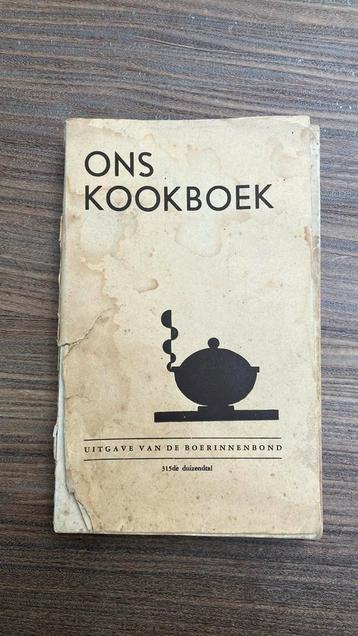 ONS
KOOKBOEK
UITGAVE VAN DE BOERINNENBOND
315de duizendtal